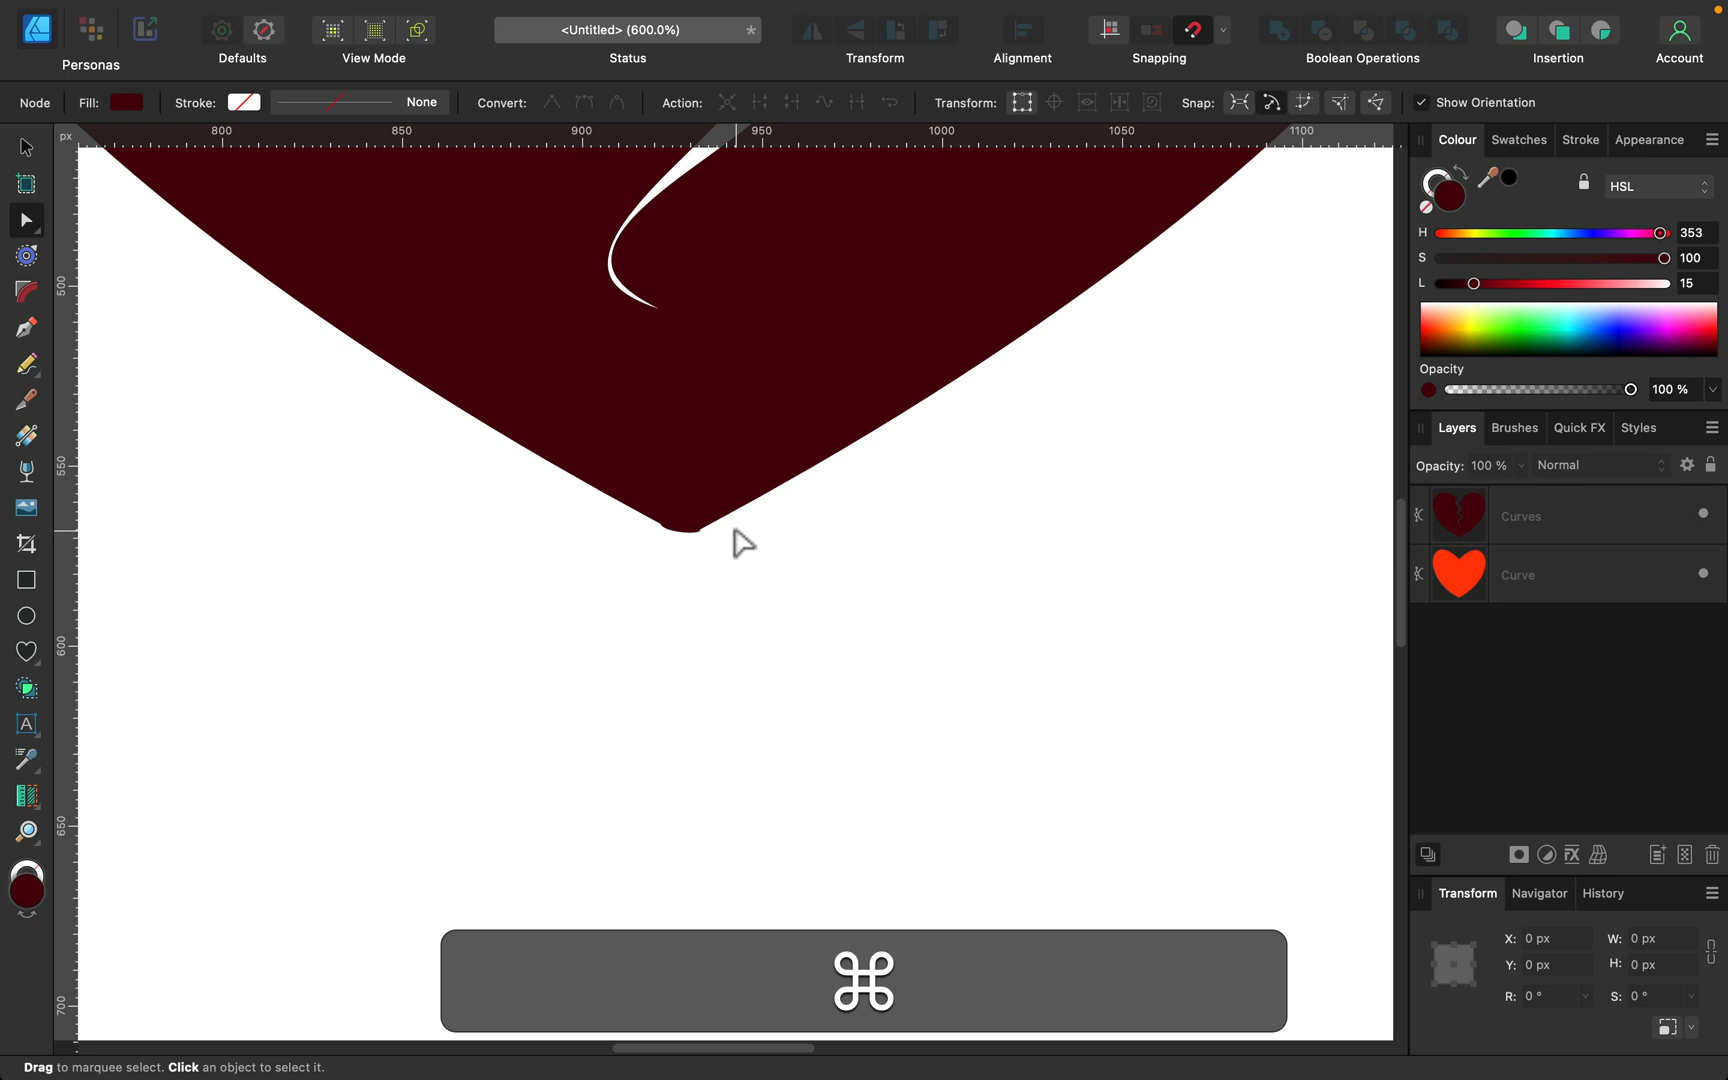 <Untitled> (600.0%) *
Personas Defaults View Mode Status Transform Alignment Snapping Boolean Operations Insertion Account
Node Fill: Stroke: None Convert: Action: Transform: Snap: Show Orientation
px 800 850 900 950 1000 1050 1100
500
550
600
650
700
Colour Swatches Stroke Appearance
HSL
H 353
S 100
L 15
Opacity
100 %
Layers Brushes Quick FX Styles
Opacity: 100 % Normal
Curves
Curve
FX
Transform Navigator History
X: 0 px W: 0 px
Y: 0 px H: 0 px
R: 0 ° S: 0 °
A
⌘
Drag to marquee select. Click an object to select it.